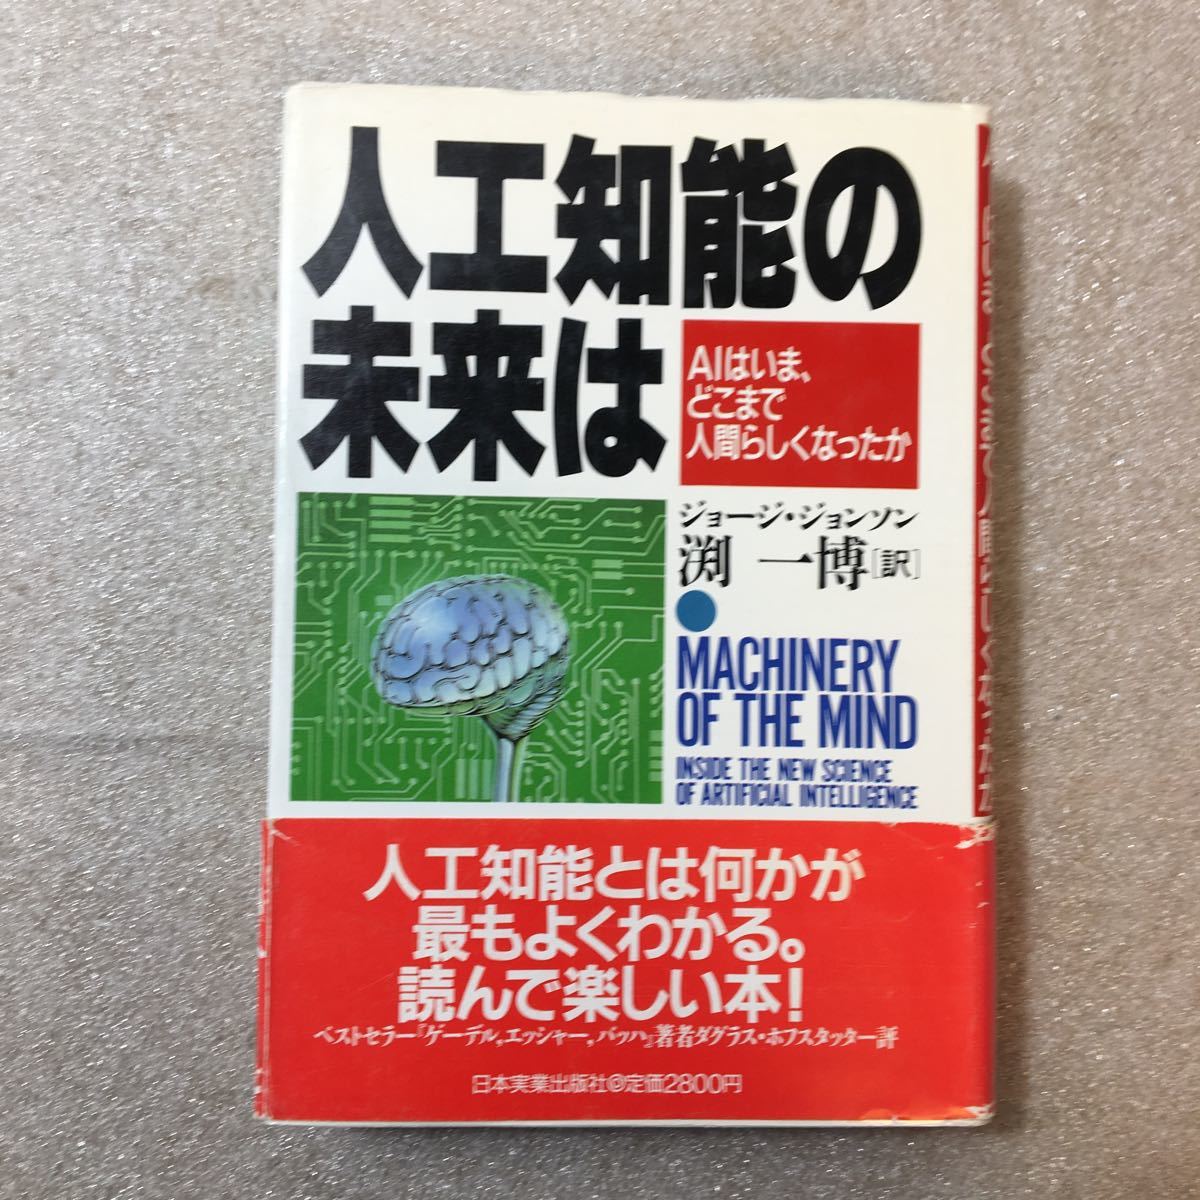 人工知能の
未来は
AIはいま、
どこまで
人間らしくなったか
ジョージ・ジョンソン
渕 一博[訳]
MACHINERY
OF THE MIND
INSIDE THE NEW SCIENCE
OF ARTIFICIAL INTELLIGENCE
人工知能とは何かが
最もよくわかる。
読んで楽しい本!
ベストセラー『ゲーデル,エッシャー,バッハ』著者ダグラス・ホフスタッター評
日本実業出版社◎定価2800円